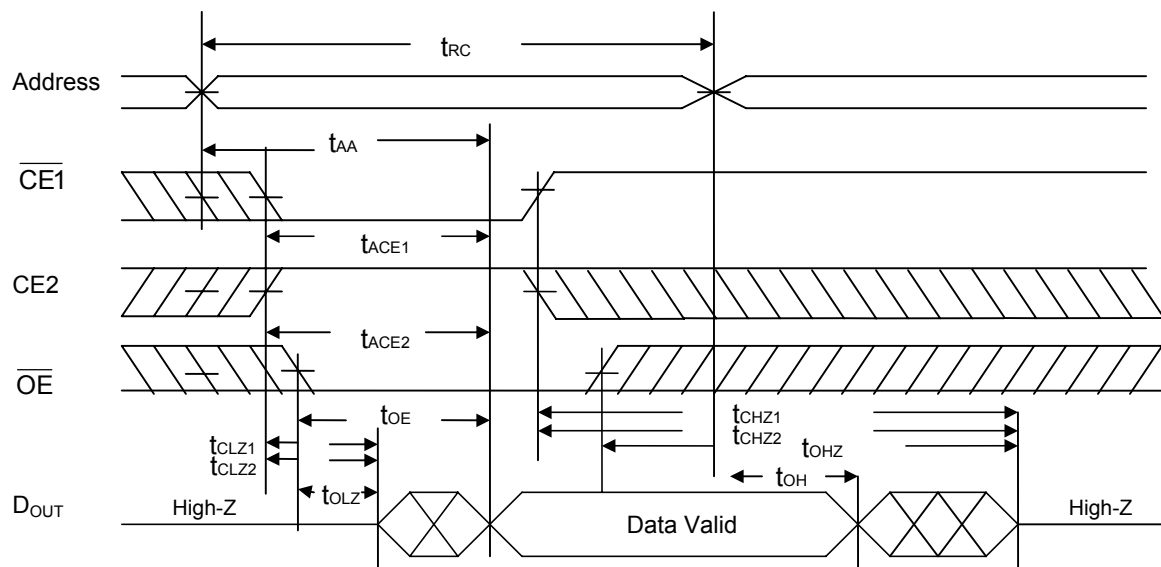 tRC
Address
tAA
CE1
tACE1
CE2
tACE2
OE
tOE
tCHZ1
tCLZ1
tCHZ2
tCLZ2
tOHZ
tOLZ
tOH
DOUT
High-Z
Data Valid
High-Z